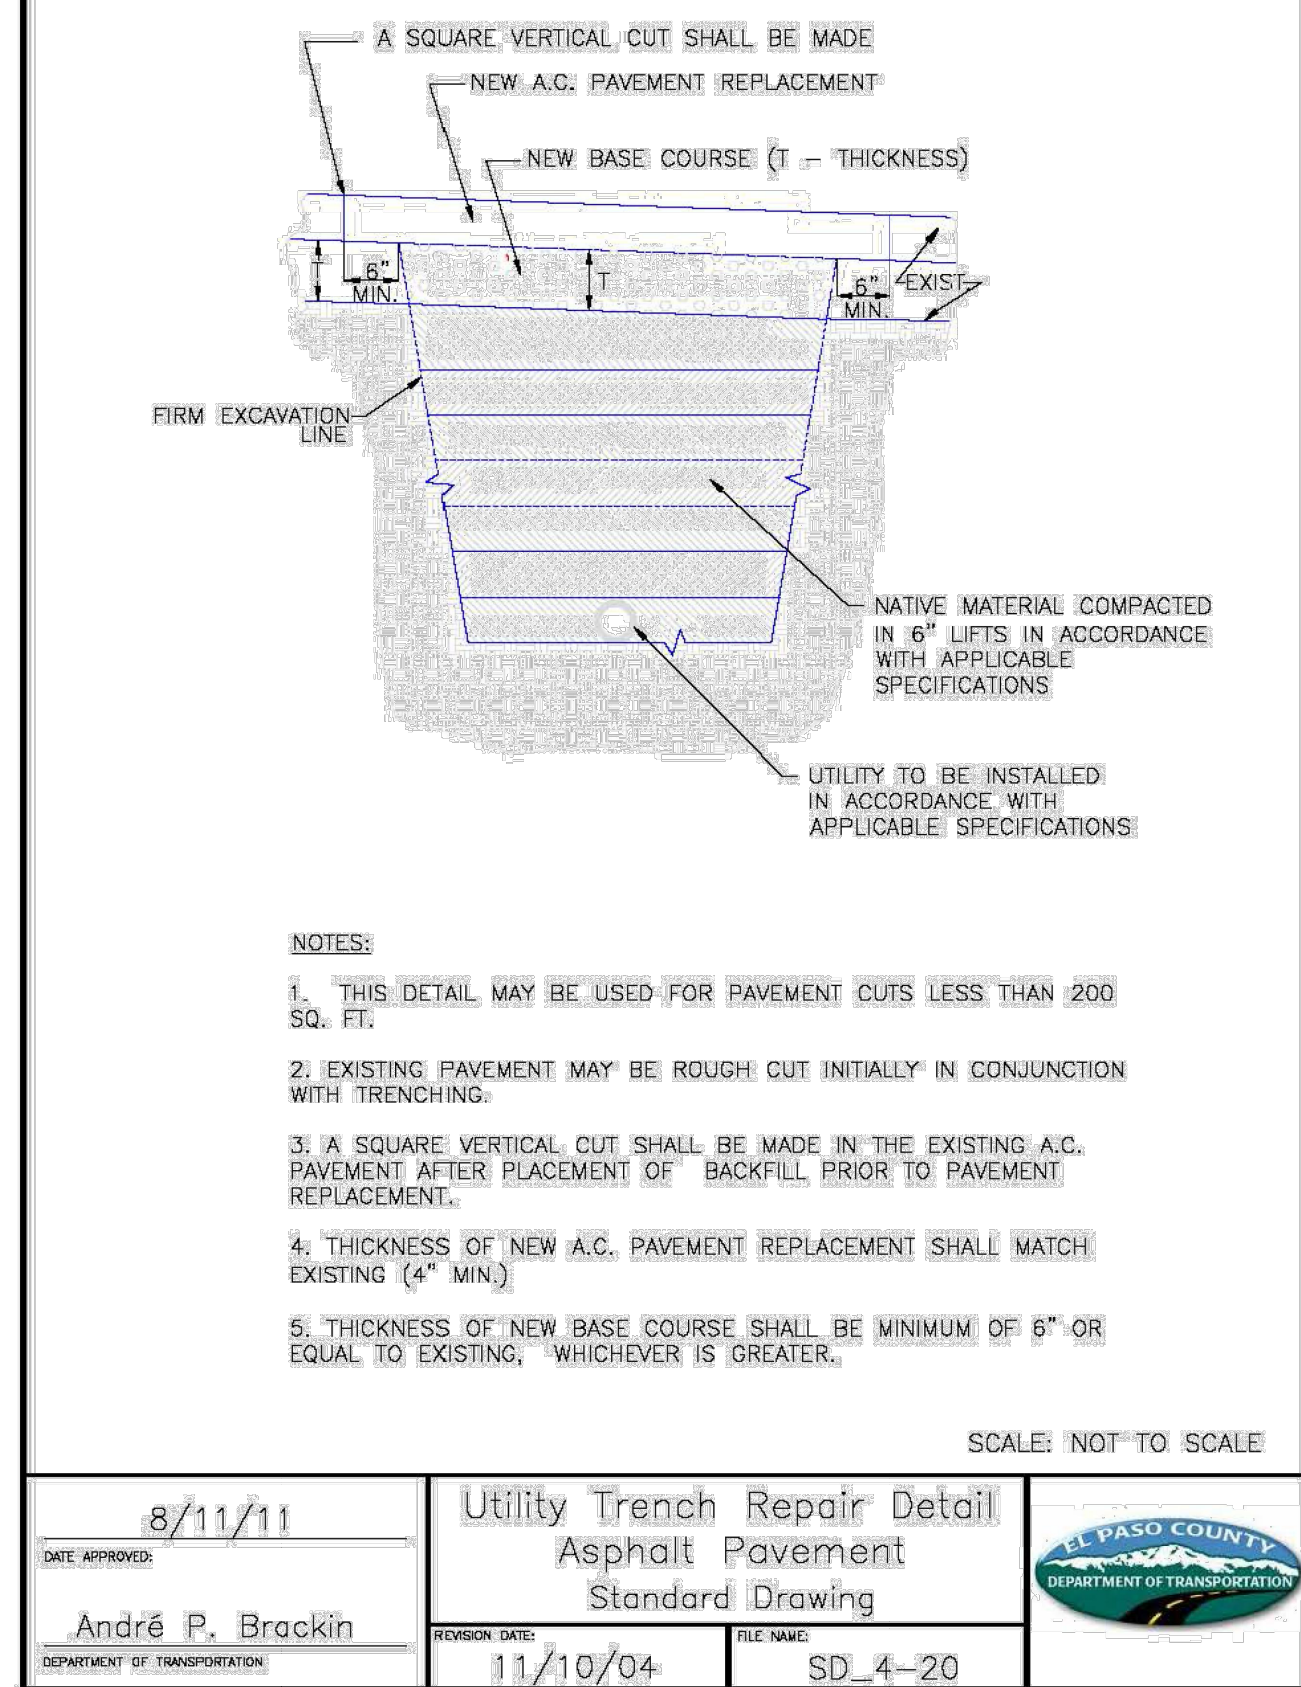 A SQUARE VERTICAL CUT SHALL BE MADE
NEW A.C. PAVEMENT REPLACEMENT
NEW BASE COURSE (T - THICKNESS)
T
6"
MIN.
T
6"
MIN.
EXIST
FIRM EXCAVATION
LINE
NATIVE MATERIAL COMPACTED
IN 6" LIFTS IN ACCORDANCE
WITH APPLICABLE
SPECIFICATIONS
UTILITY TO BE INSTALLED
IN ACCORDANCE WITH
APPLICABLE SPECIFICATIONS
NOTES:
1. THIS DETAIL MAY BE USED FOR PAVEMENT CUTS LESS THAN 200
SQ. FT.
2. EXISTING PAVEMENT MAY BE ROUGH CUT INITIALLY IN CONJUNCTION
WITH TRENCHING.
3. A SQUARE VERTICAL CUT SHALL BE MADE IN THE EXISTING A.C.
PAVEMENT AFTER PLACEMENT OF BACKFILL PRIOR TO PAVEMENT
REPLACEMENT.
4. THICKNESS OF NEW A.C. PAVEMENT REPLACEMENT SHALL MATCH
EXISTING (4" MIN.)
5. THICKNESS OF NEW BASE COURSE SHALL BE MINIMUM OF 6" OR
EQUAL TO EXISTING, WHICHEVER IS GREATER.
SCALE: NOT TO SCALE
8/11/11
DATE APPROVED:
André P. Brackin
DEPARTMENT OF TRANSPORTATION
Utility Trench Repair Detail
Asphalt Pavement
Standard Drawing
REVISION DATE:
11/10/04
FILE NAME:
SD_4-20
EL PASO COUNTY
DEPARTMENT OF TRANSPORTATION